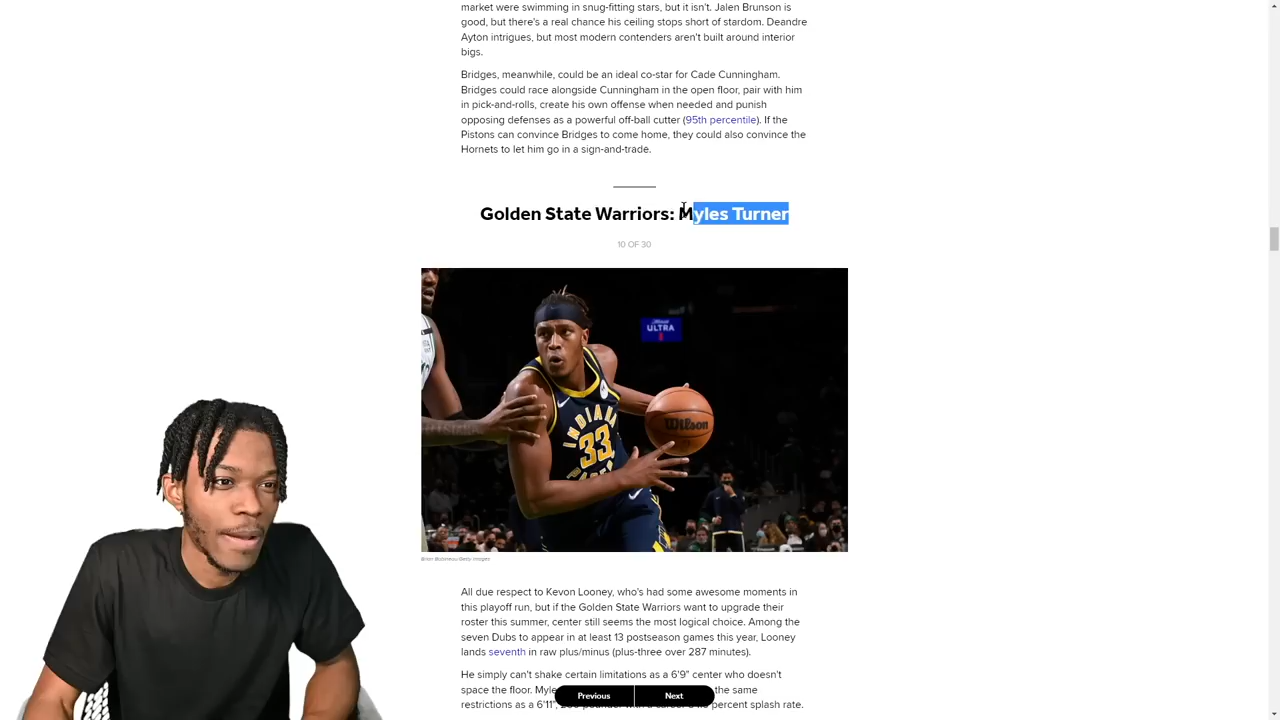 market were swimming in snug-fitting stars, but it isn't. Jalen Brunson is
good, but there's a real chance his ceiling stops short of stardom. Deandre
Ayton intrigues, but most modern contenders aren't built around interior
bigs.
Bridges, meanwhile, could be an ideal co-star for Cade Cunningham.
Bridges could race alongside Cunningham in the open floor, pair with him
in pick-and-rolls, create his own offense when needed and punish
opposing defenses as a powerful off-ball cutter (95th percentile). If the
Pistons can convince Bridges to come home, they could also convince the
Hornets to let him go in a sign-and-trade.
Golden State Warriors: Myles Turner
10 OF 30
ULTRA
Wilson
INDIANA
33
All due respect to Kevon Looney, who's had some awesome moments in
this playoff run, but if the Golden State Warriors want to upgrade their
roster this summer, center still seems the most logical choice. Among the
seven Dubs to appear in at least 13 postseason games this year, Looney
lands seventh in raw plus/minus (plus-three over 287 minutes).
He simply can't shake certain limitations as a 6'9" center who doesn't
space the floor. Myle the same
Previous Next
restrictions as a 6'11", percent splash rate.